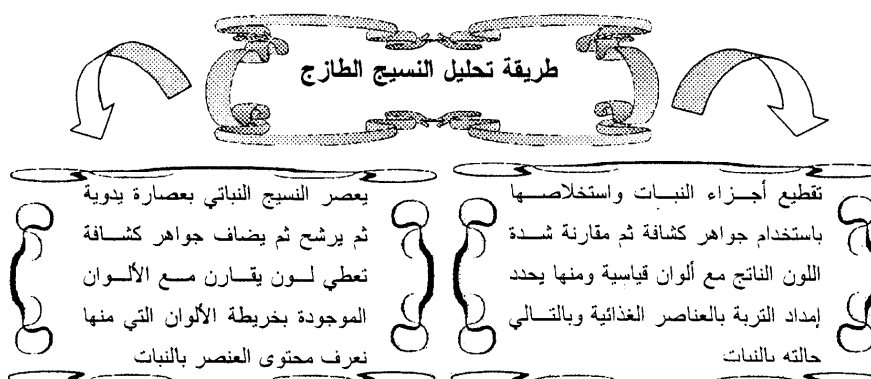 طريقة تحليل النسيج الطازج
تقطيع أجزاء النبات واستخلاصها
باستخدام جواهر كشافة ثم مقارنة شدة
اللون الناتج مع ألوان قياسية ومنها يحدد
إمداد التربة بالعناصر الغذائية وبالتالي
حالته بالنبات
يعصر النسيج النباتي بعصارة يدوية
ثم يرشح ثم يضاف جواهر كشافة
تعطي لون يقارن مع الألوان
الموجودة بخريطة الألوان التي منها
نعرف محتوى العنصر بالنبات